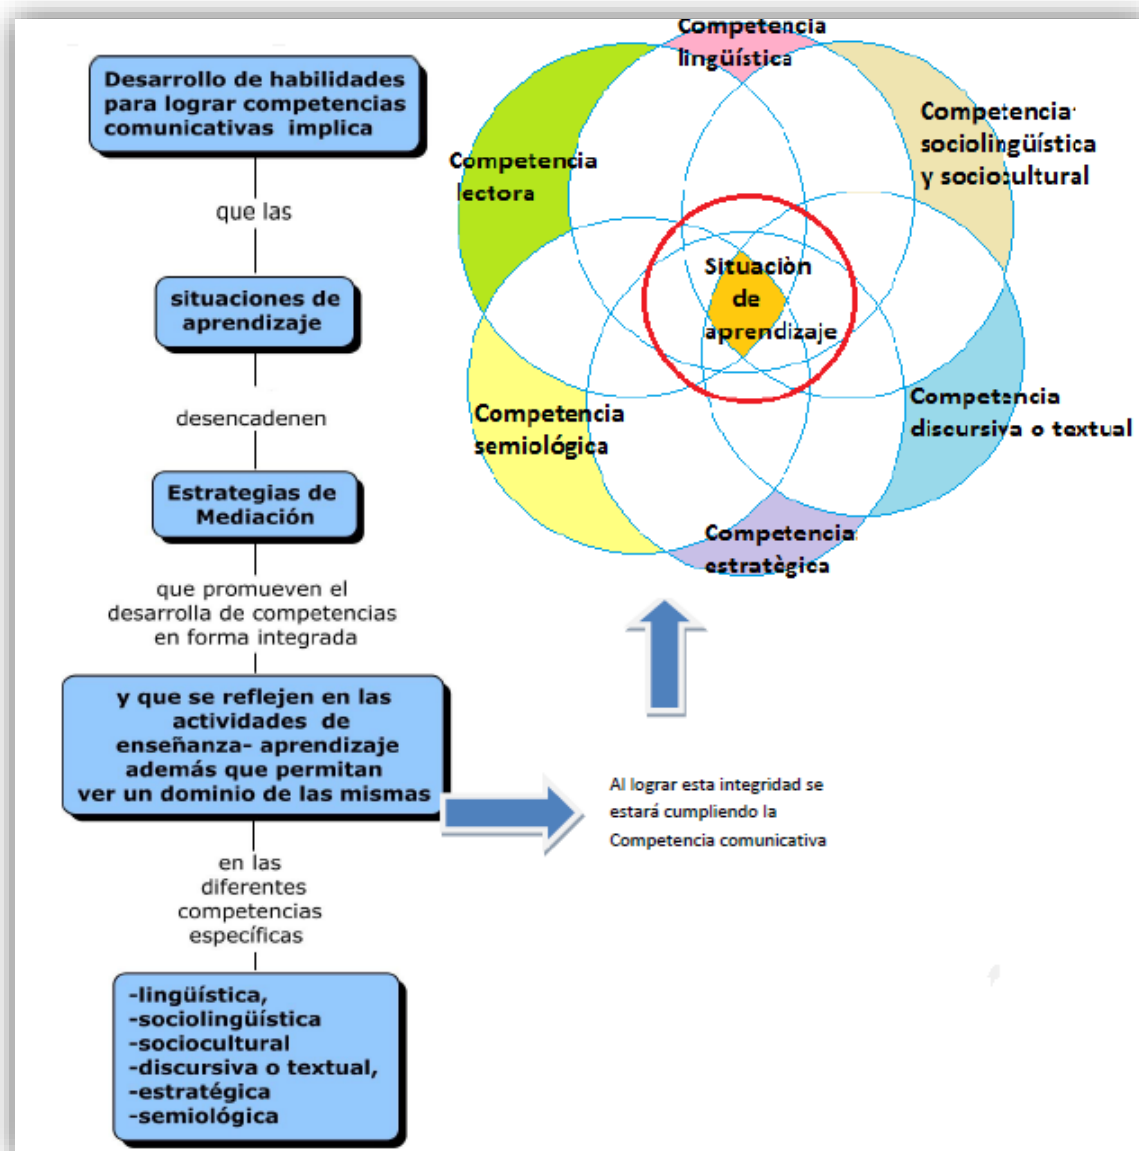 Desarrollo de habilidades
para lograr competencias
comunicativas implica
que las
situaciones de
aprendizaje
desencadenen
Estrategias de
Mediación
que promueven el
desarrolla de competencias
en forma integrada
y que se reflejen en las
actividades de
enseñanza- aprendizaje
además que permitan
ver un dominio de las mismas
en las
diferentes
competencias
específicas
-lingüística,
-sociolingüística
-sociocultural
-discursiva o textual,
-estratégica
-semiológica
Competencia
lingüística
Competencia
sociolingüística
y sociocultural
Competencia
lectora
Situaciòn
de
aprendizaje
Competencia
discursiva o textual
Competencia
semiológica
Competencia
estratègica
Al lograr esta integridad se
estará cumpliendo la
Competencia comunicativa